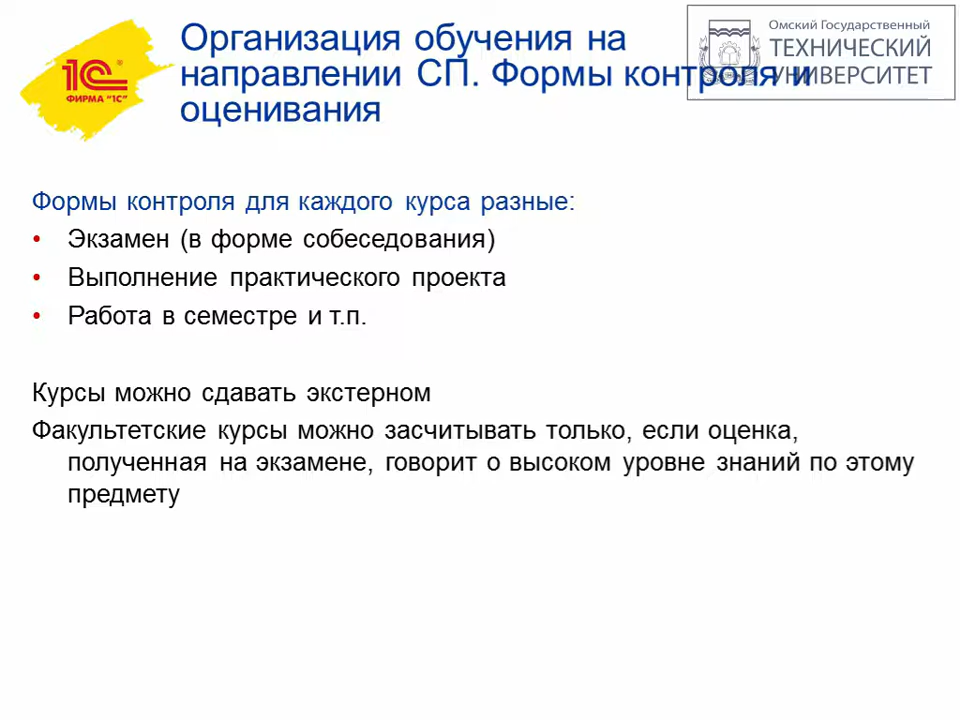 Организация обучения на
направлении СП. Формы контроля и
оценивания
1С®
ФИРМА "1С"
Омский Государственный
ТЕХНИЧЕСКИЙ
УНИВЕРСИТЕТ
Формы контроля для каждого курса разные:
• Экзамен (в форме собеседования)
• Выполнение практического проекта
• Работа в семестре и т.п.
Курсы можно сдавать экстерном
Факультетские курсы можно засчитывать только, если оценка,
полученная на экзамене, говорит о высоком уровне знаний по этому
предмету